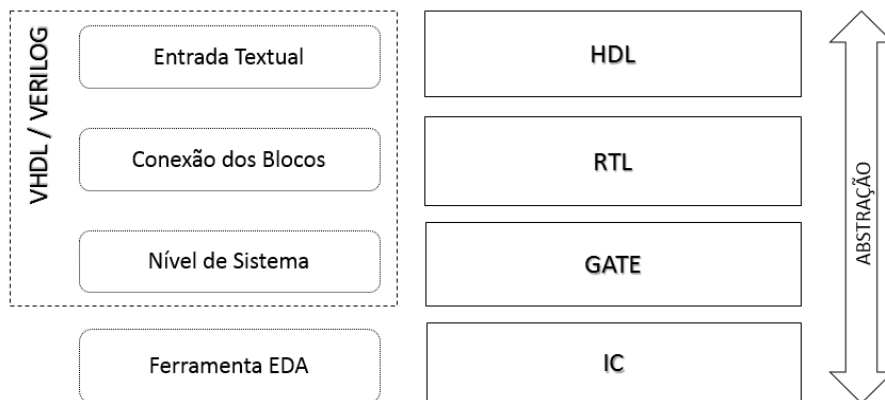 VHDL / VERILOG
Entrada Textual
HDL
Conexão dos Blocos
RTL
Nível de Sistema
GATE
Ferramenta EDA
IC
ABSTRAÇÃO